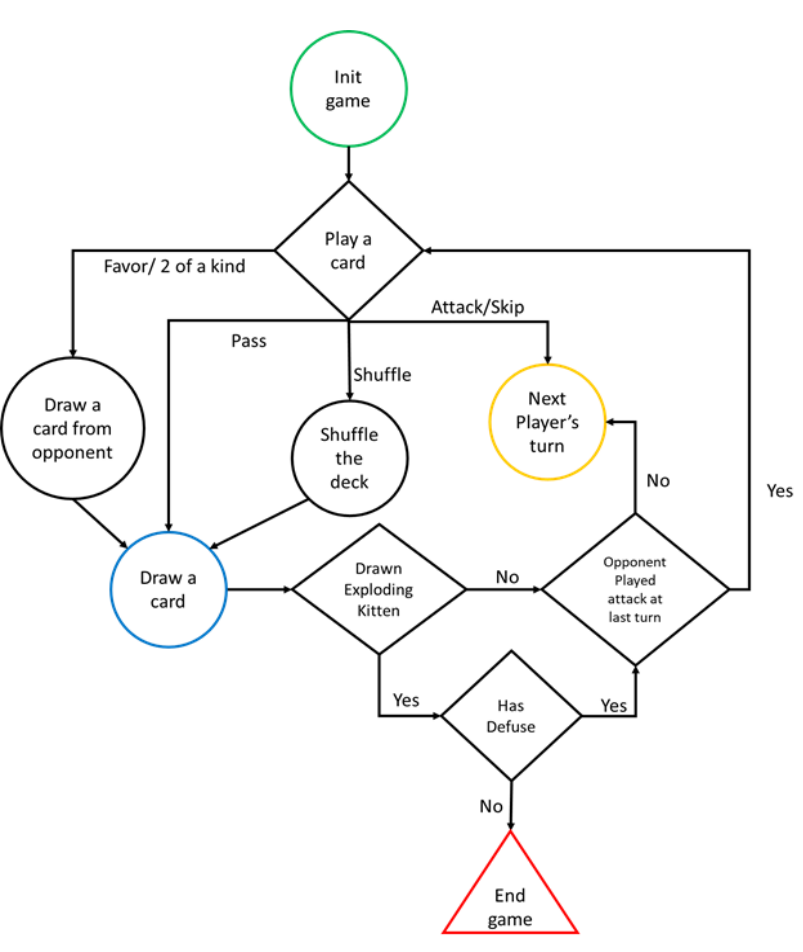 Init
game
Play a
card
Favor/ 2 of a kind
Attack/Skip
Pass
Shuffle
Draw a
card from
opponent
Shuffle
the
deck
Next
Player’s
turn
No
Yes
Draw a
card
Drawn
Exploding
Kitten
No
Opponent
Played
attack at
last turn
Yes
Has
Defuse
Yes
No
End
game